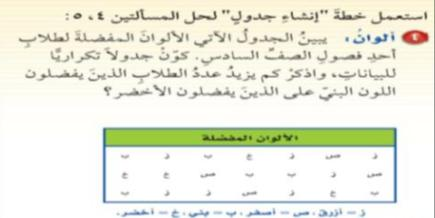 استعمل خطةَ "إنشاءِ جدولٍ" لحل المسألتين ٤، ٥:
٤ ألوانٌ: يبينُ الجدولُ الآتي الألوانَ المفضلةَ لطلابِ
أحدِ فصولِ الصفِّ السادسِ. كوّنْ جدولاً تكراريًّا
للبياناتِ، واذكرْ كم يزيدُ عددُ الطلابِ الذين يفضلون
اللون البنيّ على الذينَ يفضلون الأخضر؟
الألوان المفضلة
ز ص ز خ ب ز ب
ز ب ب ص خ خ
ب خ ز ص ز ز ب
ز = أزرق، ص = أصفر، ب = بني، خ = أخضر.